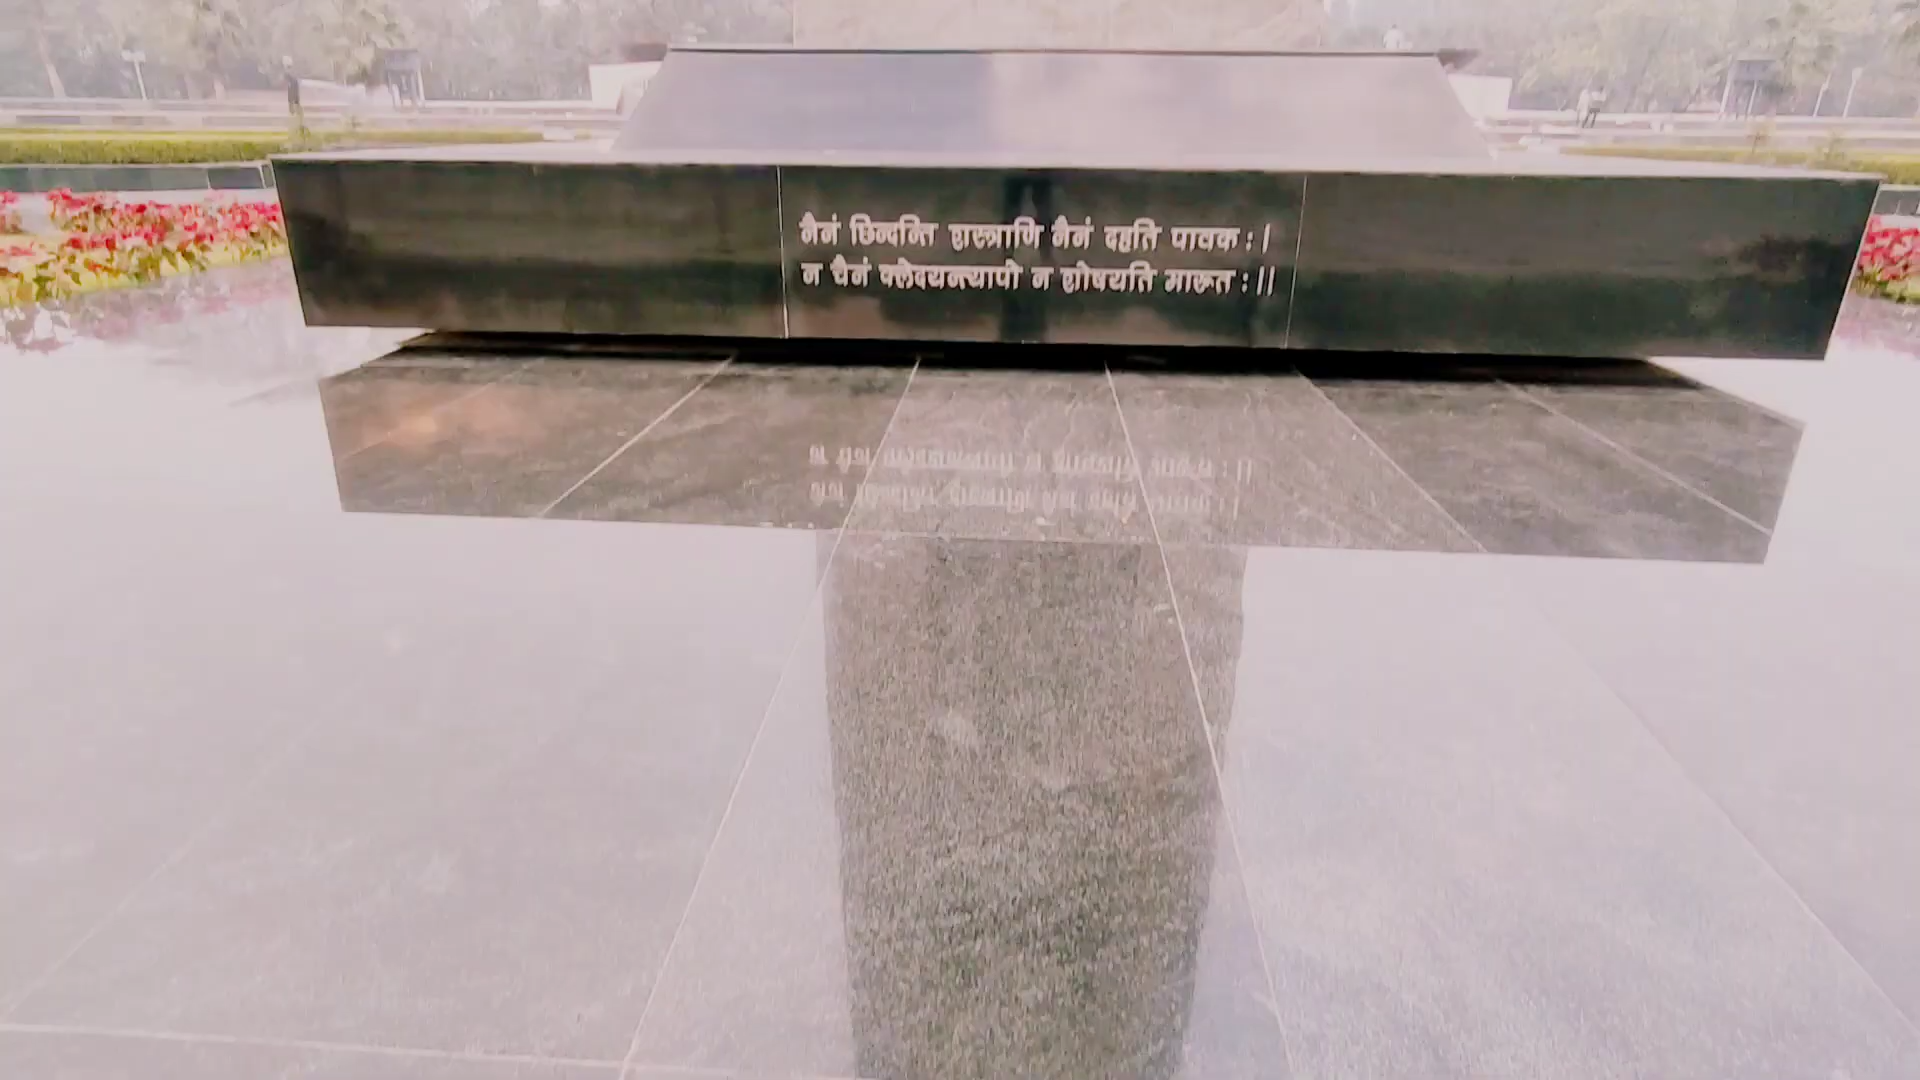 नैनं छिन्दन्ति शस्त्राणि नैनं दहति पावक : |
न चैनं क्लेदयन्त्यापो न शोषयति मारूत : ||